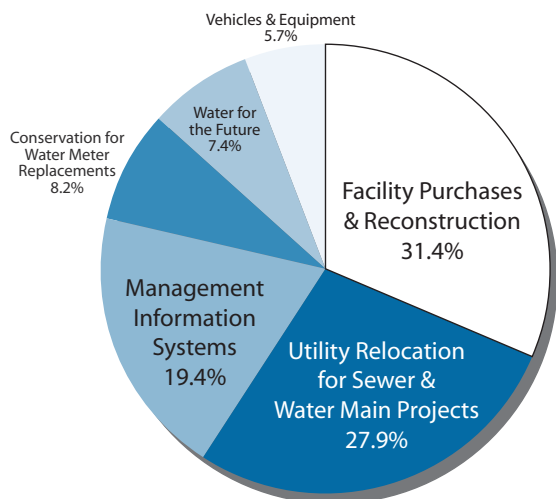 Vehicles & Equipment
5.7%
Water for
the Future
7.4%
Conservation for
Water Meter
Replacements
8.2%
Facility Purchases
& Reconstruction
31.4%
Management
Information
Systems
19.4%
Utility Relocation
for Sewer &
Water Main Projects
27.9%